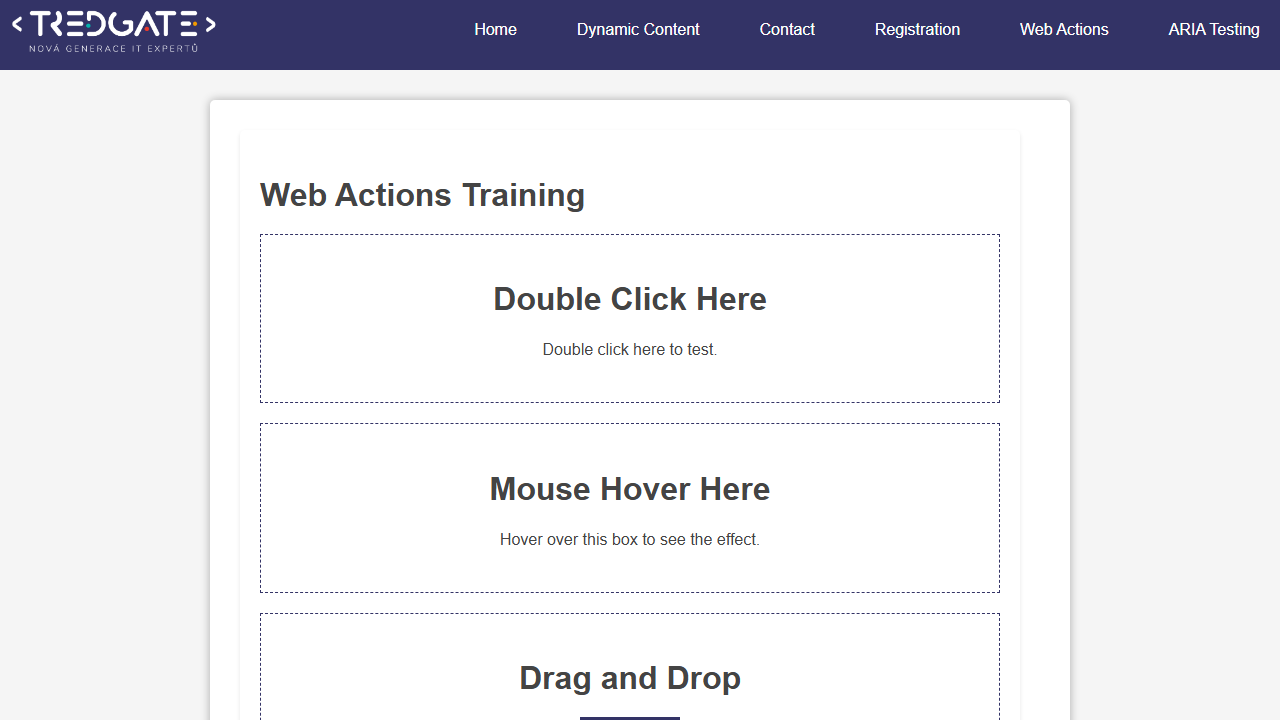 < TREDGATE >
NOVÁ GENERACE IT EXPERTŮ
Home
Dynamic Content
Contact
Registration
Web Actions
ARIA Testing
Web Actions Training
Double Click Here
Double click here to test.
Mouse Hover Here
Hover over this box to see the effect.
Drag and Drop